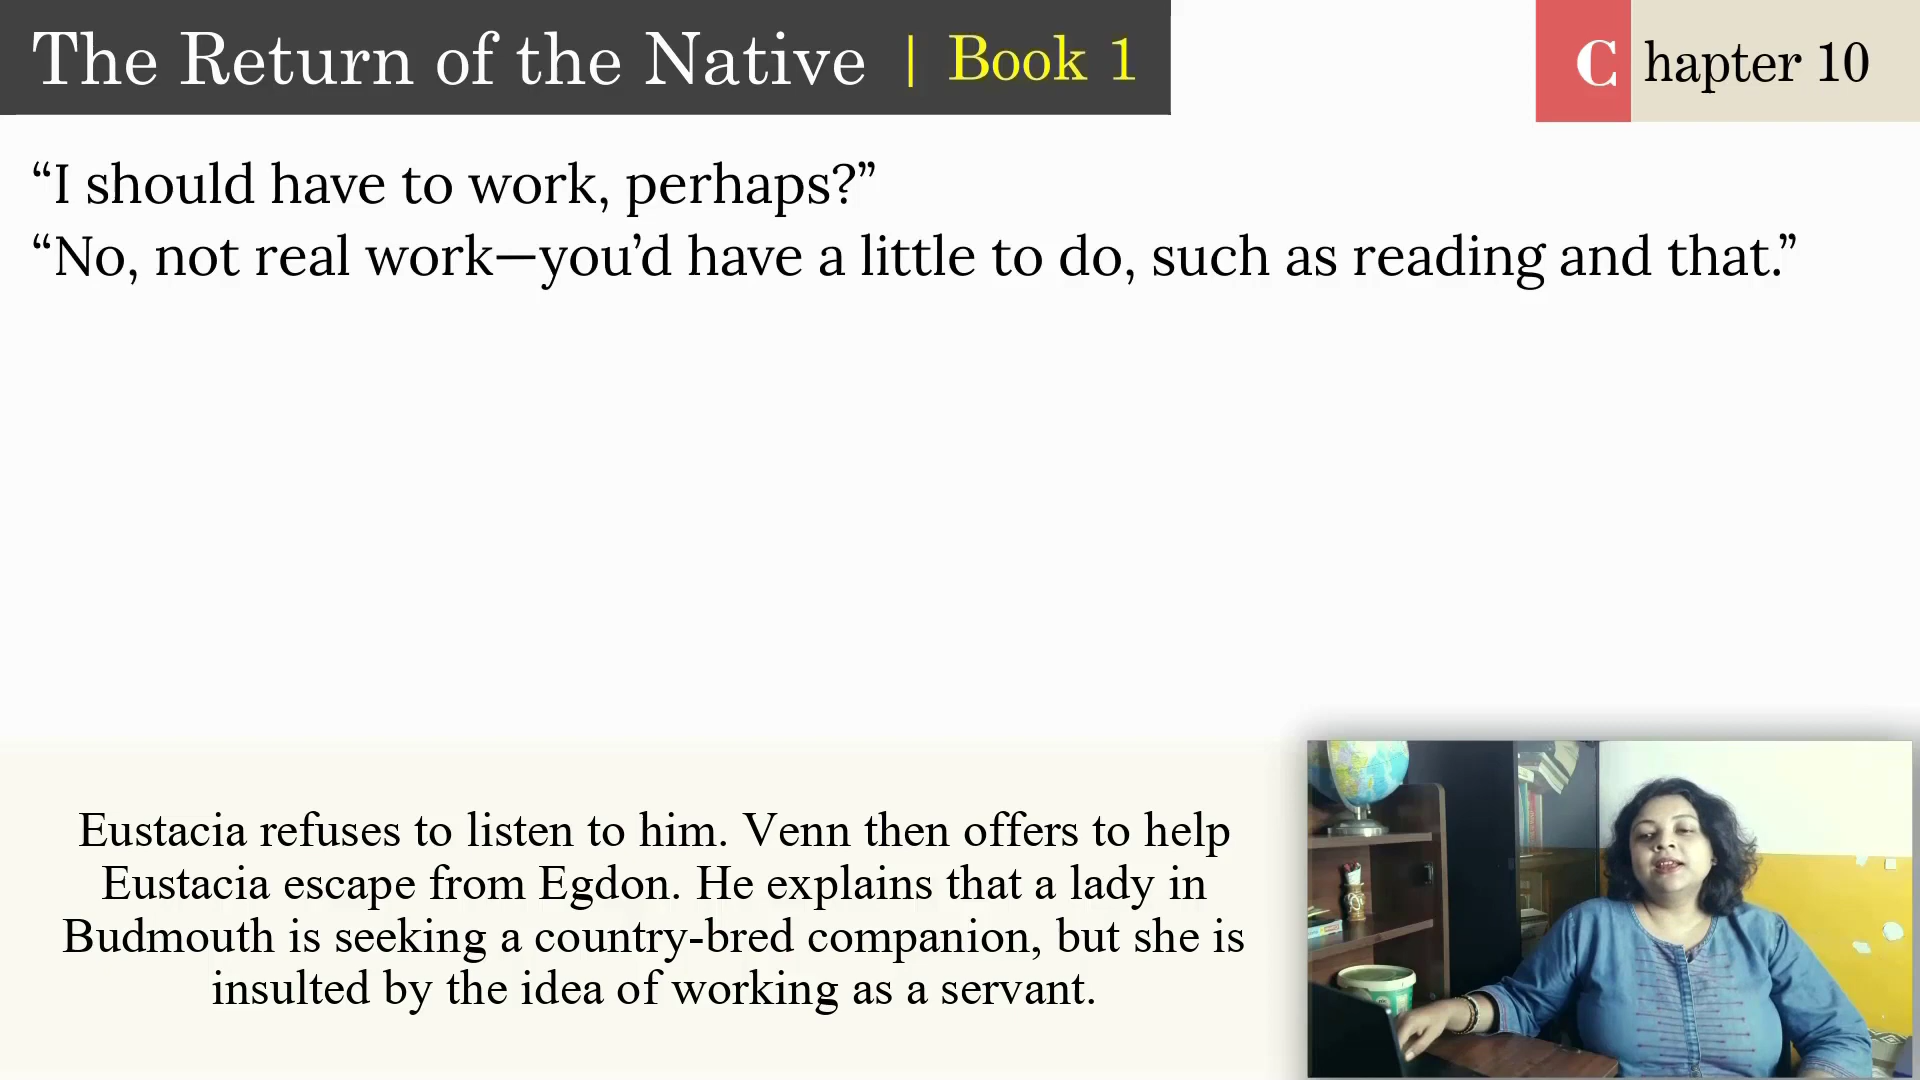 The Return of the Native | Book 1
Chapter 10
“I should have to work, perhaps?”
“No, not real work—you’d have a little to do, such as reading and that.”
Eustacia refuses to listen to him. Venn then offers to help
Eustacia escape from Egdon. He explains that a lady in
Budmouth is seeking a country-bred companion, but she is
insulted by the idea of working as a servant.